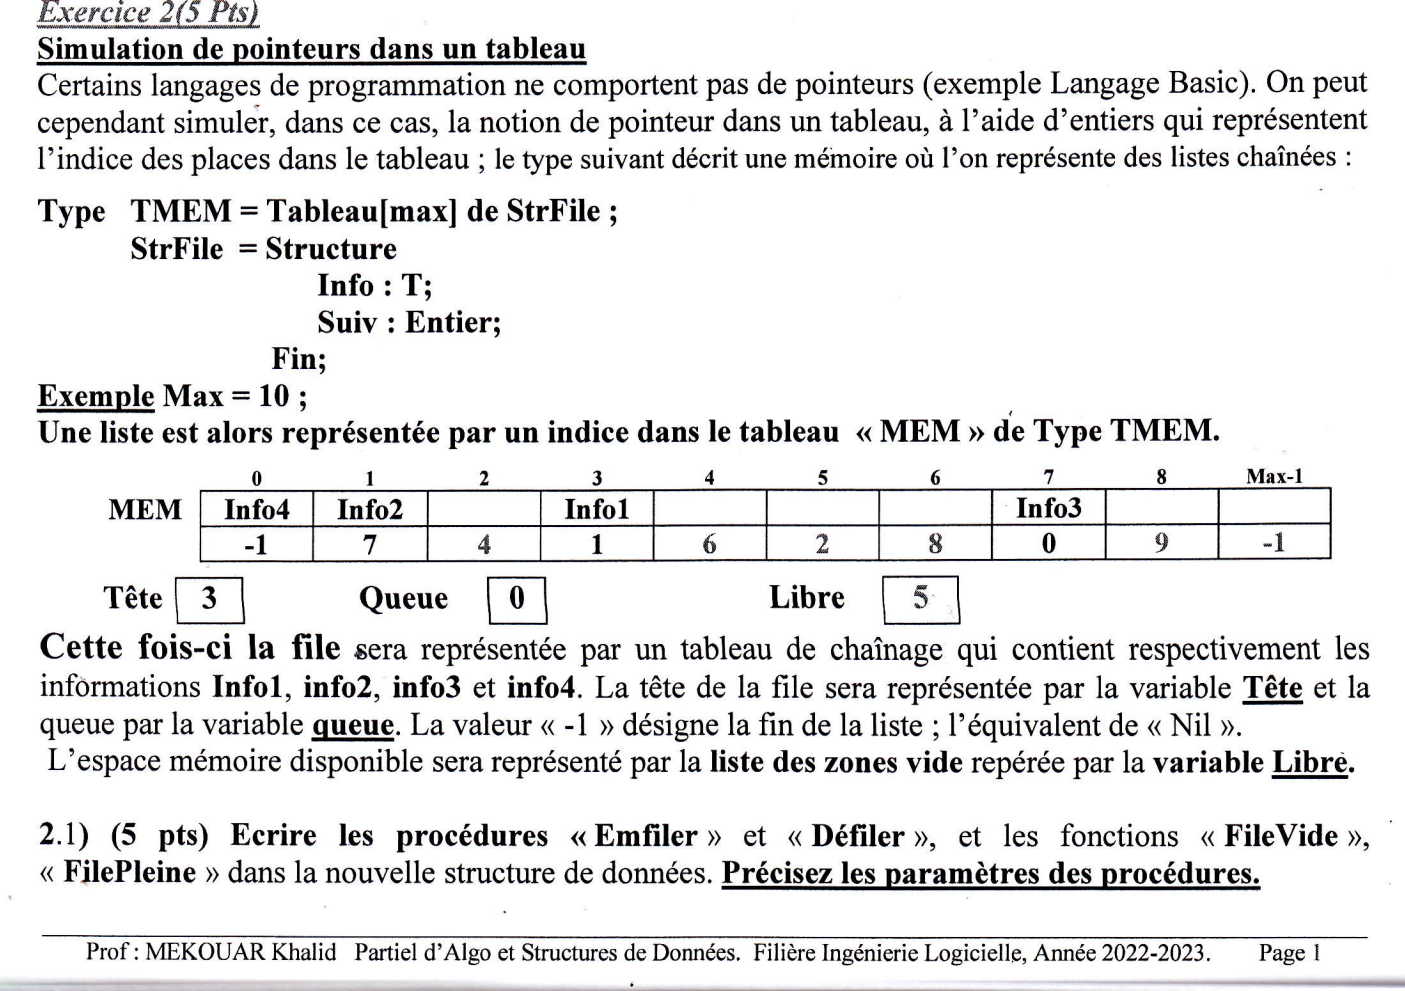 Exercice 2(5 Pts)
Simulation de pointeurs dans un tableau
Certains langages de programmation ne comportent pas de pointeurs (exemple Langage Basic). On peut
cependant simuler, dans ce cas, la notion de pointeur dans un tableau, à l'aide d'entiers qui représentent
l'indice des places dans le tableau ; le type suivant décrit une mémoire où l'on représente des listes chaînées :
Type TMEM = Tableau[max] de StrFile ;
StrFile = Structure
Info : T;
Suiv : Entier;
Fin;
Exemple Max = 10 ;
Une liste est alors représentée par un indice dans le tableau « MEM » de Type TMEM.
0 1 2 3 4 5 6 7 8 Max-1
MEM Info4 Info2 Info1 Info3
-1 7 4 1 6 2 8 0 9 -1
Tête 3 Queue 0 Libre 5
Cette fois-ci la file sera représentée par un tableau de chaînage qui contient respectivement les
informations Info1, info2, info3 et info4. La tête de la file sera représentée par la variable Tête et la
queue par la variable queue. La valeur « -1 » désigne la fin de la liste ; l'équivalent de « Nil ».
L'espace mémoire disponible sera représenté par la liste des zones vide repérée par la variable Libre.
2.1) (5 pts) Ecrire les procédures « Emfiler » et « Défiler », et les fonctions « FileVide »,
« FilePleine » dans la nouvelle structure de données. Précisez les paramètres des procédures.
Prof : MEKOUAR Khalid Partiel d'Algo et Structures de Données. Filière Ingénierie Logicielle, Année 2022-2023. Page 1